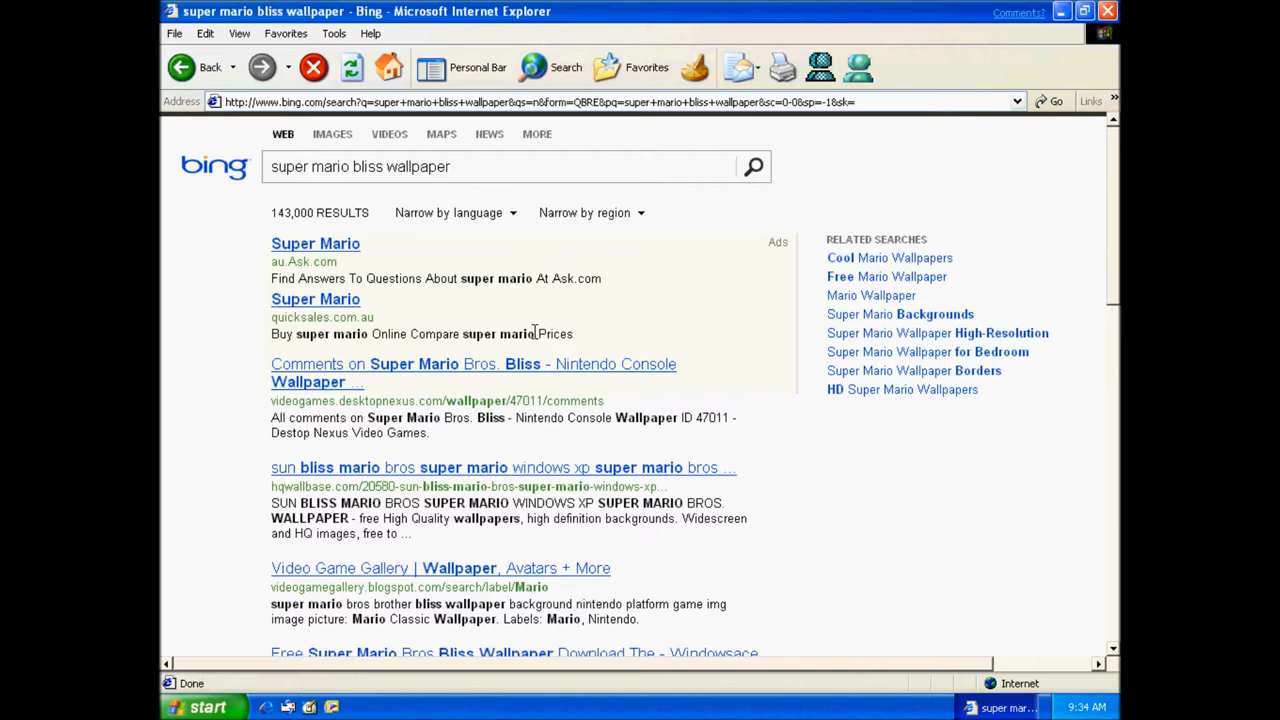 super mario bliss wallpaper - Bing - Microsoft Internet Explorer
Comments?
File Edit View Favorites Tools Help
Back Personal Bar Search Favorites
Address http://www.bing.com/search?q=super+mario+bliss+wallpaper&qs=n&form=QBRE&pq=super+mario+bliss+wallpaper&sc=0-0&sp=-1&sk= Go Links
WEB IMAGES VIDEOS MAPS NEWS MORE
bing
super mario bliss wallpaper
143,000 RESULTS Narrow by language Narrow by region
Super Mario
Ads
au.Ask.com
Find Answers To Questions About super mario At Ask.com
Super Mario
quicksales.com.au
Buy super mario Online Compare super mario Prices
Comments on Super Mario Bros. Bliss - Nintendo Console
Wallpaper ...
videogames.desktopnexus.com/wallpaper/47011/comments
All comments on Super Mario Bros. Bliss - Nintendo Console Wallpaper ID 47011 -
Destop Nexus Video Games.
sun bliss mario bros super mario windows xp super mario bros ...
hqwallbase.com/20580-sun-bliss-mario-bros-super-mario-windows-xp...
SUN BLISS MARIO BROS SUPER MARIO WINDOWS XP SUPER MARIO BROS.
WALLPAPER - free High Quality wallpapers, high definition backgrounds. Widescreen
and HQ images, free to ...
Video Game Gallery | Wallpaper, Avatars + More
videogamegallery.blogspot.com/search/label/Mario
super mario bros brother bliss wallpaper background nintendo platform game img
image picture: Mario Classic Wallpaper. Labels: Mario, Nintendo.
Free Super Mario Bros Bliss Wallpaper Download The - Windowsace
RELATED SEARCHES
Cool Mario Wallpapers
Free Mario Wallpaper
Mario Wallpaper
Super Mario Backgrounds
Super Mario Wallpaper High-Resolution
Super Mario Wallpaper for Bedroom
Super Mario Wallpaper Borders
HD Super Mario Wallpapers
Done
Internet
start
super mar...
9:34 AM